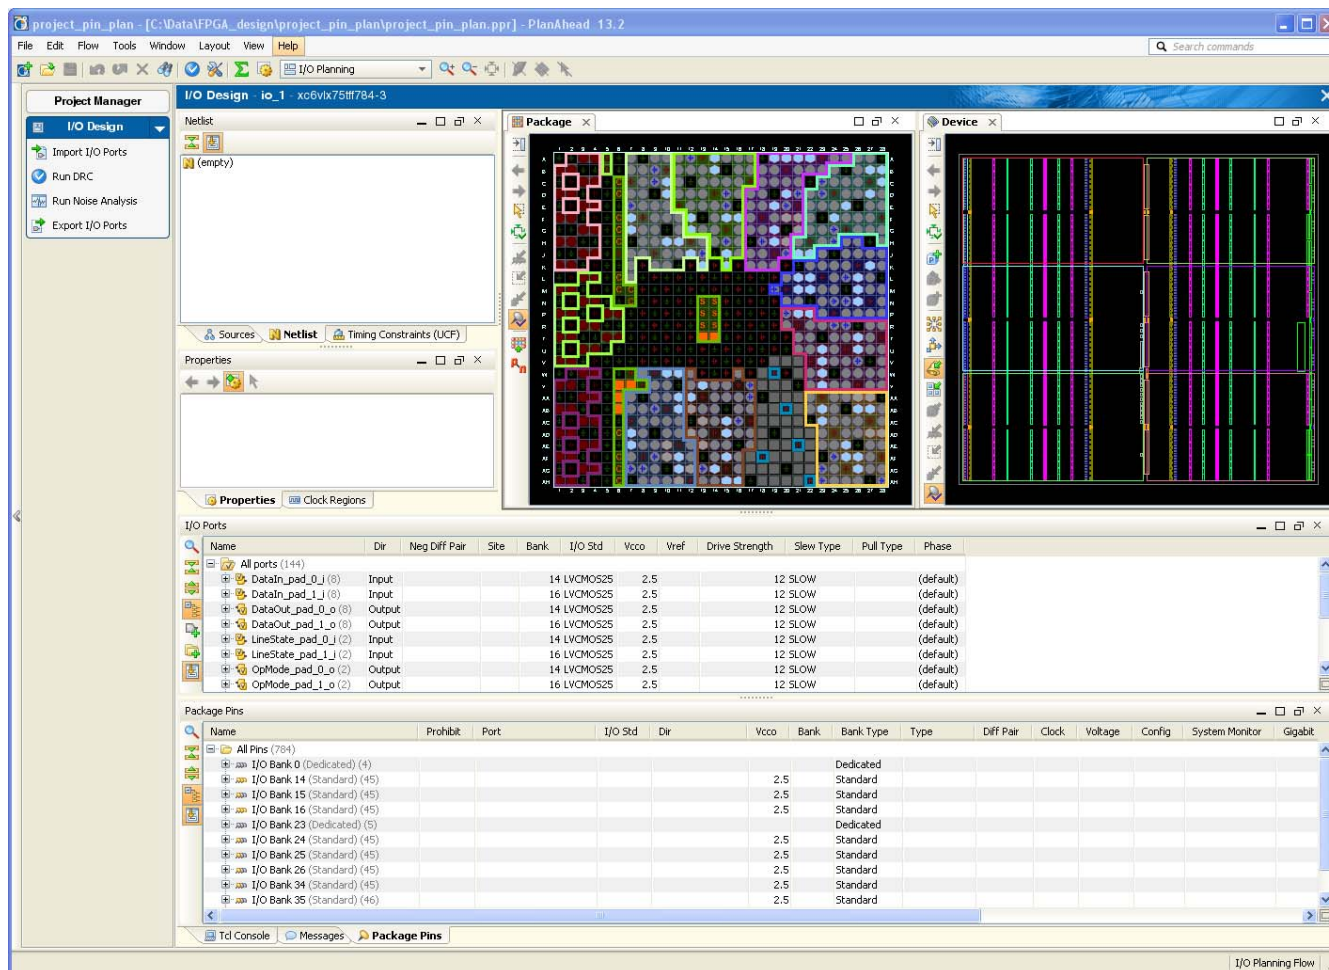 project_pin_plan - [C:\Data\FPGA_design\project_pin_plan\project_pin_plan.ppr] - PlanAhead 13.2
File Edit Flow Tools Window Layout View Help
Search commands
I/O Planning
Project Manager
I/O Design
Import I/O Ports
Run DRC
Run Noise Analysis
Export I/O Ports
I/O Design - io_1 - xc6vlx75tff784-3
Netlist
(empty)
Sources Netlist Timing Constraints (UCF)
Properties
Properties Clock Regions
Package
Device
I/O Ports
Name Dir Neg Diff Pair Site Bank I/O Std Vcco Vref Drive Strength Slew Type Pull Type Phase
All ports (144)
DataIn_pad_0_i (8) Input 14 LVCMOS25 2.5 12 SLOW (default)
DataIn_pad_1_i (8) Input 16 LVCMOS25 2.5 12 SLOW (default)
DataOut_pad_0_o (8) Output 14 LVCMOS25 2.5 12 SLOW (default)
DataOut_pad_1_o (8) Output 16 LVCMOS25 2.5 12 SLOW (default)
LineState_pad_0_i (2) Input 14 LVCMOS25 2.5 12 SLOW (default)
LineState_pad_1_i (2) Input 16 LVCMOS25 2.5 12 SLOW (default)
OpMode_pad_0_o (2) Output 14 LVCMOS25 2.5 12 SLOW (default)
OpMode_pad_1_o (2) Output 16 LVCMOS25 2.5 12 SLOW (default)
Package Pins
Name Prohibit Port I/O Std Dir Vcco Bank Bank Type Type Diff Pair Clock Voltage Config System Monitor Gigabit
All Pins (784)
I/O Bank 0 (Dedicated) (4) Dedicated
I/O Bank 14 (Standard) (45) 2.5 Standard
I/O Bank 15 (Standard) (45) 2.5 Standard
I/O Bank 16 (Standard) (45) 2.5 Standard
I/O Bank 23 (Dedicated) (5) Dedicated
I/O Bank 24 (Standard) (45) 2.5 Standard
I/O Bank 25 (Standard) (45) 2.5 Standard
I/O Bank 26 (Standard) (45) 2.5 Standard
I/O Bank 34 (Standard) (45) 2.5 Standard
I/O Bank 35 (Standard) (46) 2.5 Standard
Tcl Console Messages Package Pins
I/O Planning Flow